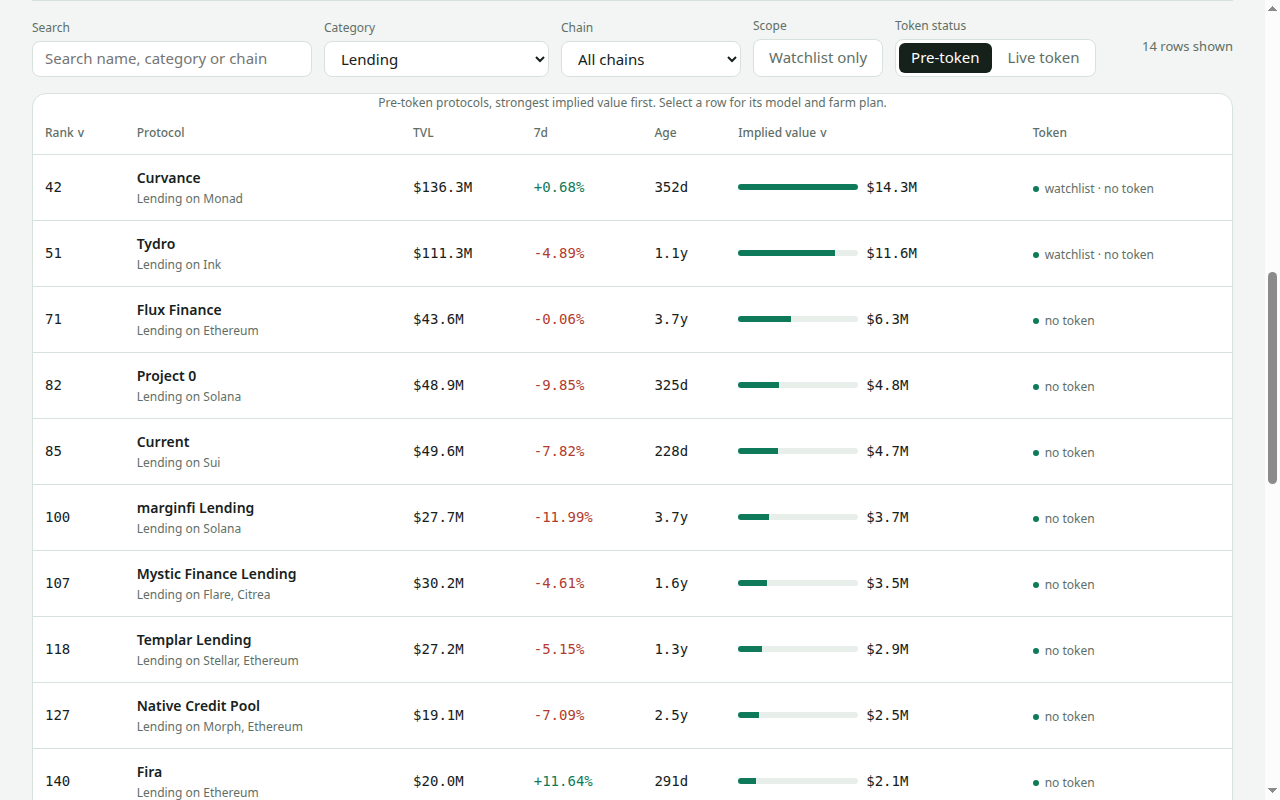 Search
Category
Chain
Scope
Token status
Search name, category or chain
Lending
All chains
Watchlist only
Pre-token
Live token
14 rows shown
Pre-token protocols, strongest implied value first. Select a row for its model and farm plan.
Rank v Protocol TVL 7d Age Implied value v Token
42 Curvance $136.3M +0.68% 352d $14.3M watchlist · no token
Lending on Monad
51 Tydro $111.3M -4.89% 1.1y $11.6M watchlist · no token
Lending on Ink
71 Flux Finance $43.6M -0.06% 3.7y $6.3M no token
Lending on Ethereum
82 Project 0 $48.9M -9.85% 325d $4.8M no token
Lending on Solana
85 Current $49.6M -7.82% 228d $4.7M no token
Lending on Sui
100 marginfi Lending $27.7M -11.99% 3.7y $3.7M no token
Lending on Solana
107 Mystic Finance Lending $30.2M -4.61% 1.6y $3.5M no token
Lending on Flare, Citrea
118 Templar Lending $27.2M -5.15% 1.3y $2.9M no token
Lending on Stellar, Ethereum
127 Native Credit Pool $19.1M -7.09% 2.5y $2.5M no token
Lending on Morph, Ethereum
140 Fira $20.0M +11.64% 291d $2.1M no token
Lending on Ethereum